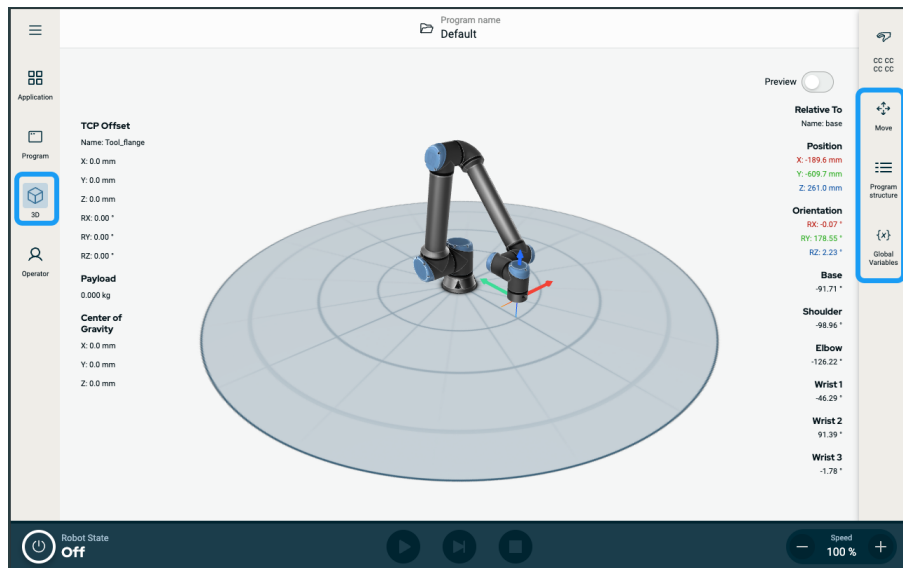 Program name
Default
Application
Program
3D
Operator
TCP Offset
Name: Tool_flange
X: 0.0 mm
Y: 0.0 mm
Z: 0.0 mm
RX: 0.00 °
RY: 0.00 °
RZ: 0.00 °
Payload
0.000 kg
Center of
Gravity
X: 0.0 mm
Y: 0.0 mm
Z: 0.0 mm
Preview
Relative To
Name: base
Position
X: -189.6 mm
Y: -609.7 mm
Z: 261.0 mm
Orientation
RX: -0.07 °
RY: 178.55 °
RZ: 2.23 °
Base
-91.71 °
Shoulder
-98.96 °
Elbow
-126.22 °
Wrist 1
-46.29 °
Wrist 2
91.39 °
Wrist 3
-1.78 °
CC CC
CC CC
Move
Program
structure
{x}
Global
Variables
Robot State
Off
Speed
100 %